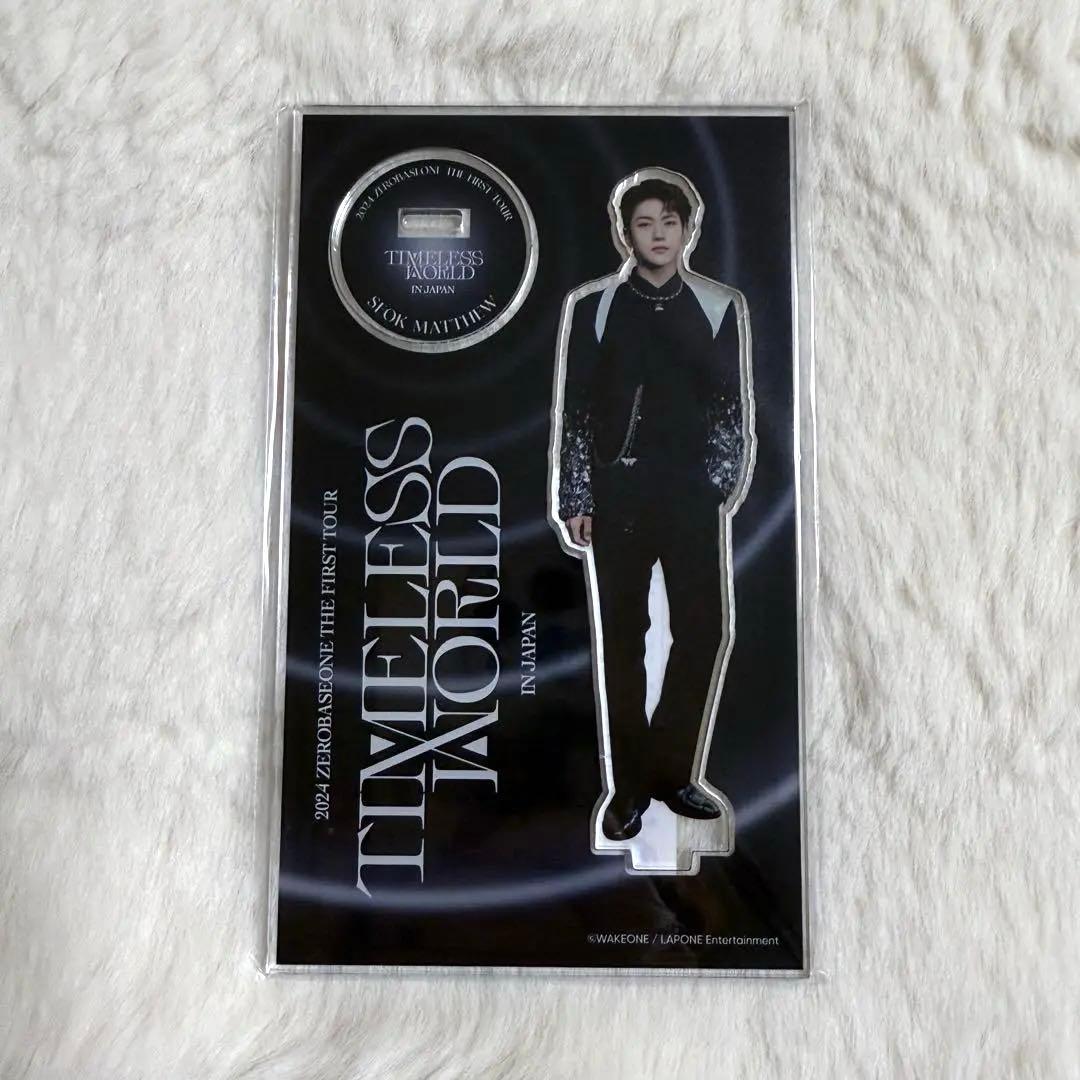 2024 ZEROBASEONE THE FIRST TOUR
TIMELESS
WORLD
IN JAPAN
SEOK MATTHEW
2024 ZEROBASEONE THE FIRST TOUR
TIMELESS
WORLD
IN JAPAN
©WAKEONE / LAPONE Entertainment